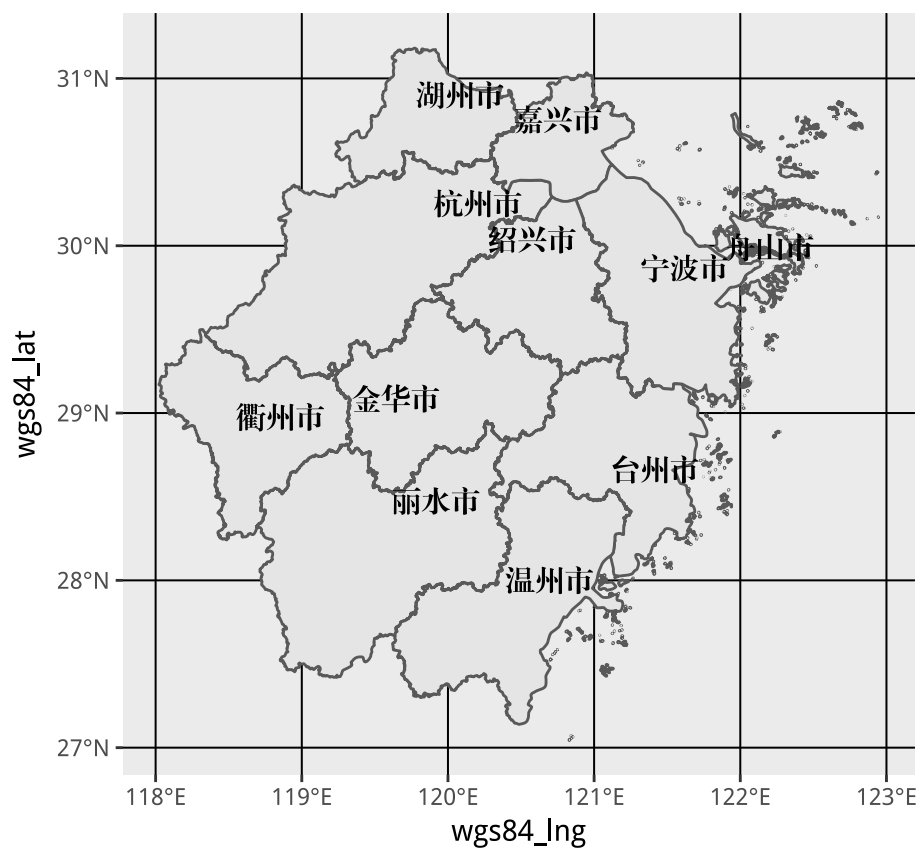 31°N
30°N
29°N
28°N
27°N
wgs84_lat
湖州市
嘉兴市
杭州市
绍兴市
舟山市
宁波市
金华市
衢州市
台州市
丽水市
温州市
118°E
119°E
120°E
121°E
122°E
123°E
wgs84_lng